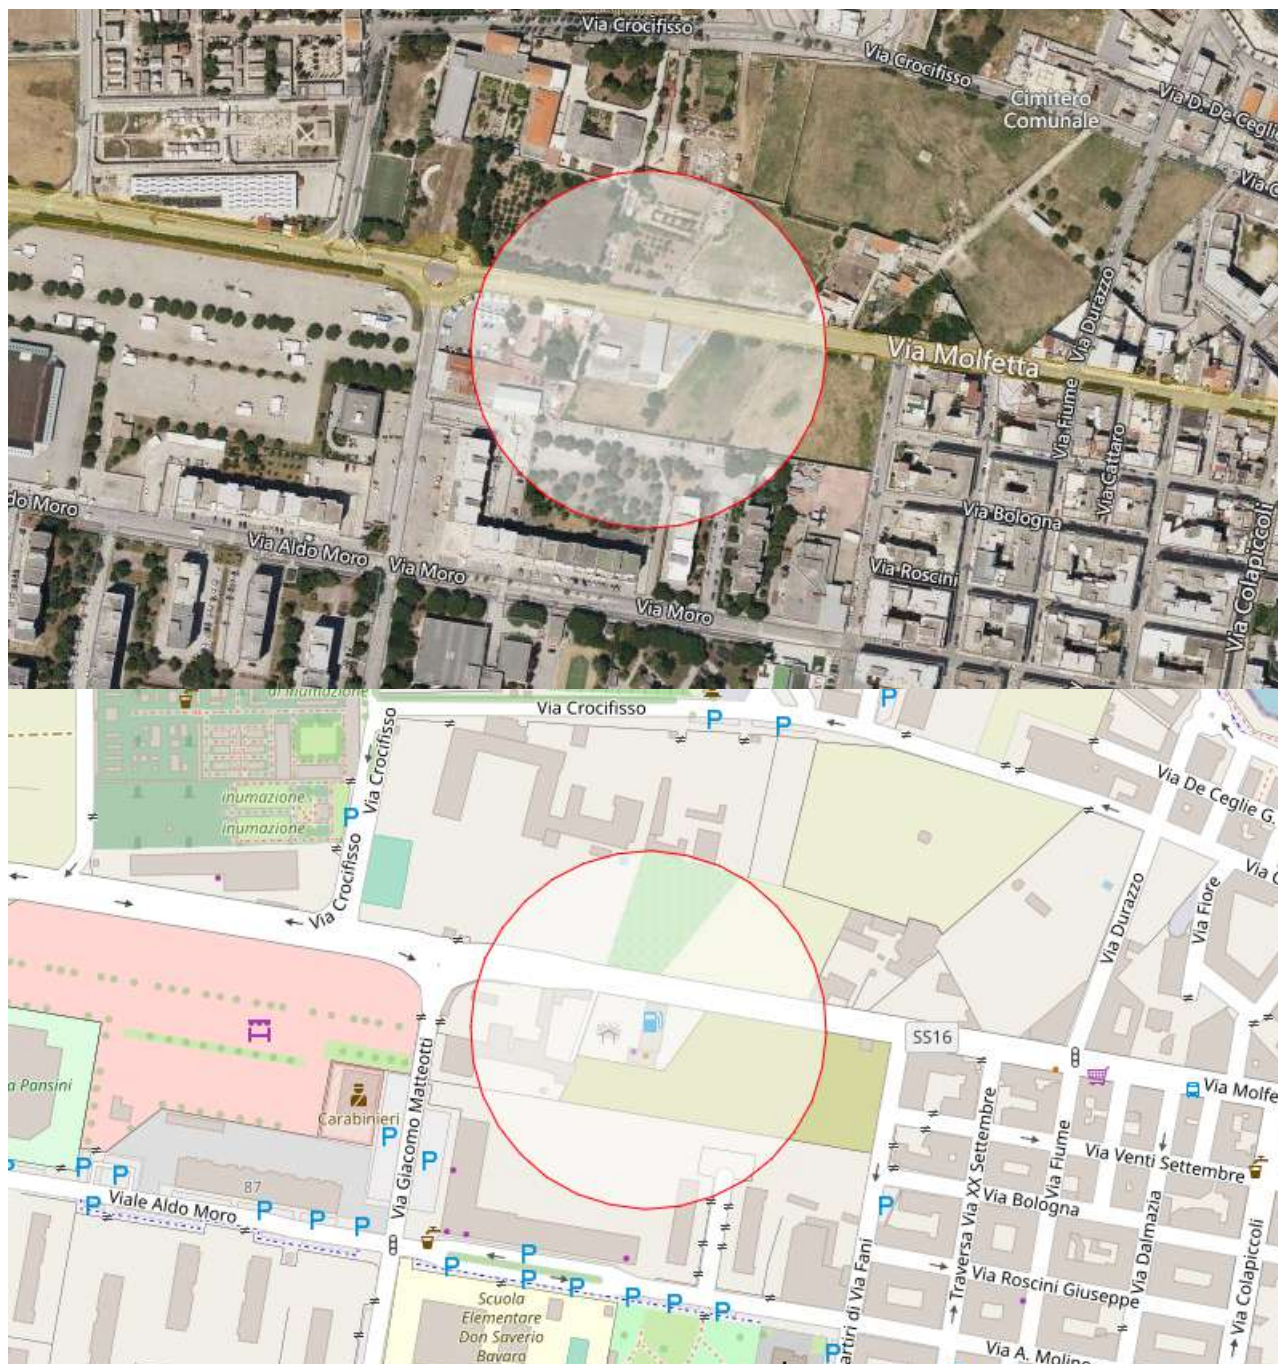 Via Crocifisso
Via Crocifisso
Cimitero
Comunale
Via D. De Ceglie
Via Durazzo
Via Molfetta
Via Fiume
Via Cattaro
do Moro
Via Bologna
Via Aldo Moro
Via Moro
Via Roscini
Via Colapiccoli
Via Moro
di inumazione
Via Crocifisso
Via Crocifisso
P
P
P
Via De Ceglie G.
inumazione
P
inumazione
Via Crocifisso
Via Durazzo
Via Fiore
SS16
a Pansini
Via Giacomo Matteotti
Via Molfe
Carabinieri
P
Via Venti Settembre
P
P
P
P
87
Via Fiume
Via Bologna
P
Viale Aldo Moro
P
P
P
P
Traversa Via XX Settembre
Via Dalmazia
Via Colapiccoli
artiri di Via Fani
P
P
P
P
P
P
P
Via Roscini Giuseppe
Scuola
Elementare
Don Saverio
Bavaro
P
Via A. Molino